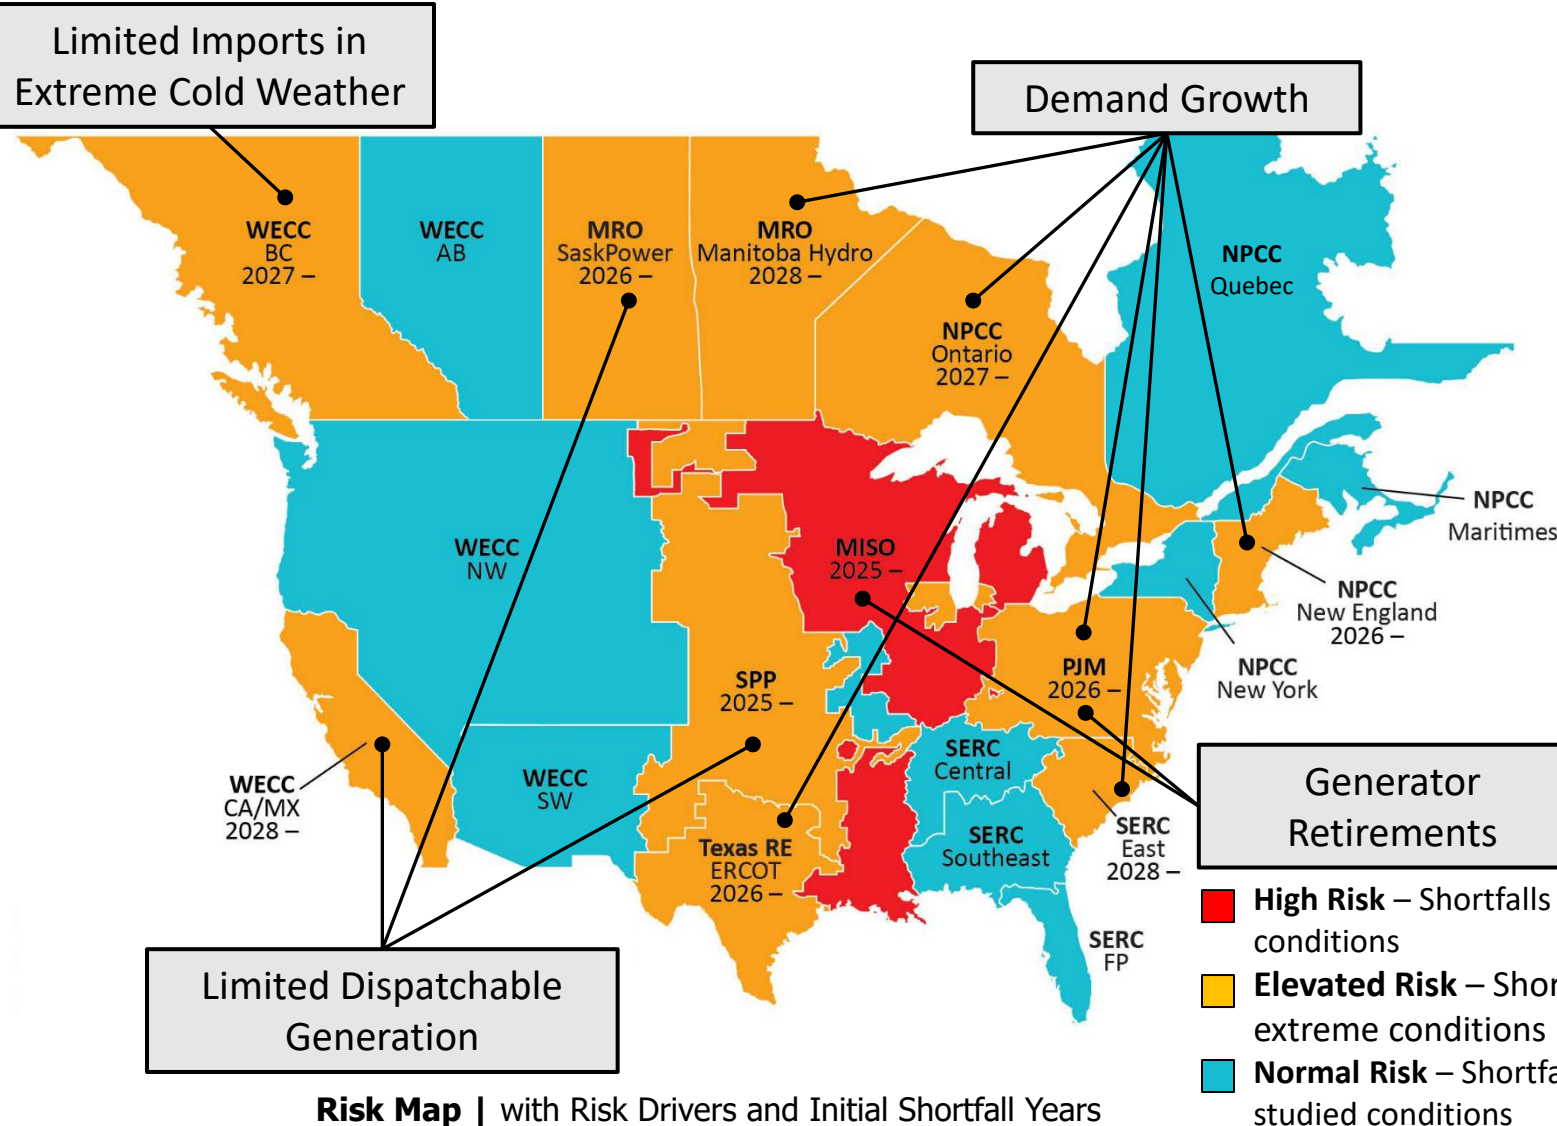 Limited Imports in
Extreme Cold Weather
Demand Growth
WECC
BC
2027 –
WECC
AB
MRO
SaskPower
2026 –
MRO
Manitoba Hydro
2028 –
NPCC
Quebec
NPCC
Ontario
2027 –
NPCC
Maritimes
WECC
NW
MISO
2025 –
NPCC
New England
2026 –
NPCC
New York
PJM
2026 –
SPP
2025 –
WECC
CA/MX
2028 –
WECC
SW
SERC
Central
Generator
Retirements
SERC
East
2028 –
SERC
Southeast
Texas RE
ERCOT
2026 –
SERC
FP
Limited Dispatchable
Generation
High Risk – Shortfalls
conditions
Elevated Risk –
extreme conditions
Normal Risk –
studied conditions
Risk Map | with Risk Drivers and Initial Shortfall Years